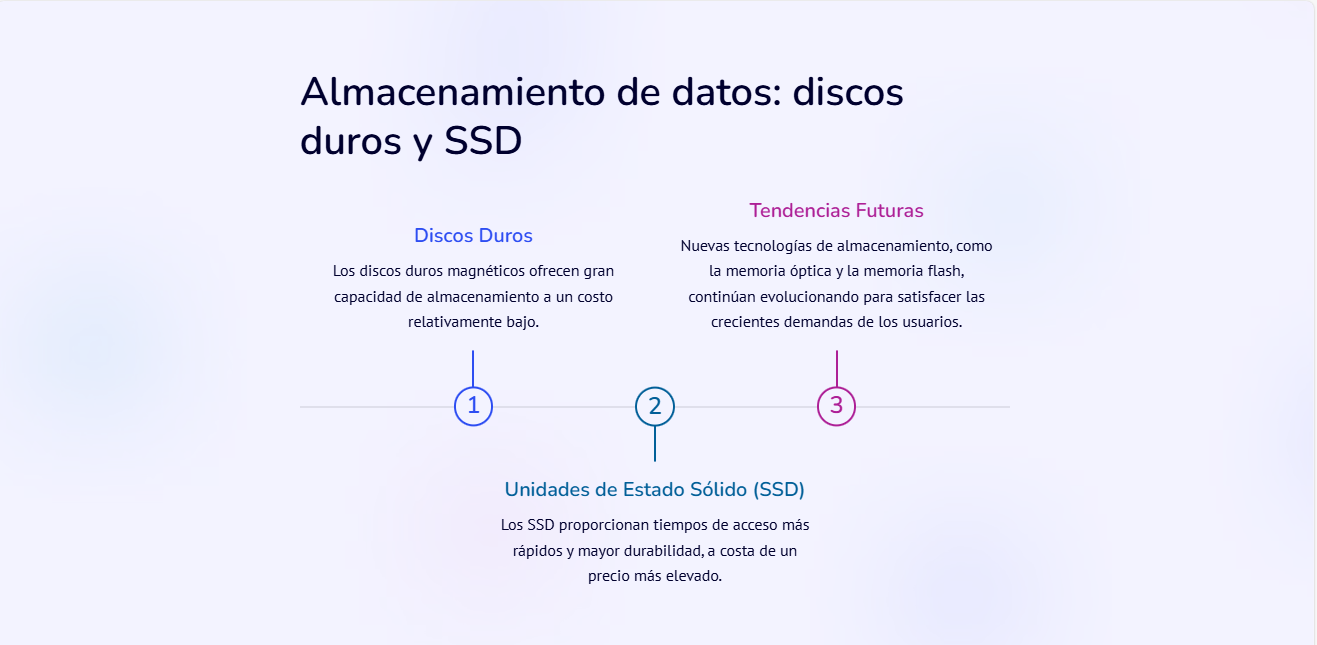 Almacenamiento de datos: discos
duros y SSD
Discos Duros
Los discos duros magnéticos ofrecen gran
capacidad de almacenamiento a un costo
relativamente bajo.
1
2
Unidades de Estado Sólido (SSD)
Los SSD proporcionan tiempos de acceso más
rápidos y mayor durabilidad, a costa de un
precio más elevado.
Tendencias Futuras
Nuevas tecnologías de almacenamiento, como
la memoria óptica y la memoria flash,
continúan evolucionando para satisfacer las
crecientes demandas de los usuarios.
3